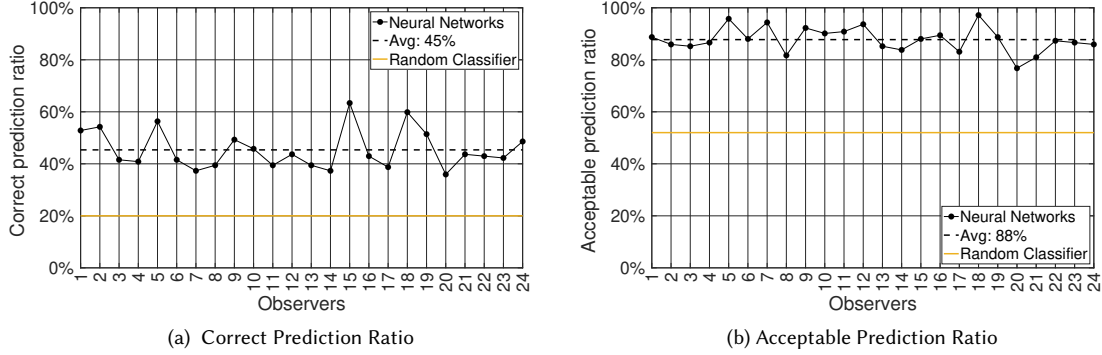 100%
80%
60%
40%
20%
0%
Correct prediction ratio
Neural Networks
Avg: 45%
Random Classifier
1 2 3 4 5 6 7 8 9 10 11 12 13 14 15 16 17 18 19 20 21 22 23 24
Observers
(a) Correct Prediction Ratio
100%
80%
60%
40%
20%
0%
Acceptable prediction ratio
Neural Networks
Avg: 88%
Random Classifier
1 2 3 4 5 6 7 8 9 10 11 12 13 14 15 16 17 18 19 20 21 22 23 24
Observers
(b) Acceptable Prediction Ratio